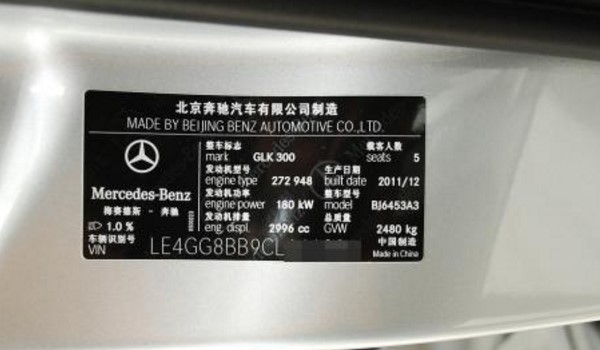 北京奔驰汽车有限公司制造
MADE BY BEIJING BENZ AUTOMOTIVE CO.,LTD.
整车标志 载客人数
mark GLK 300 seats 5
发动机型号 生产日期
engine type 272 948 built date 2011/12
Mercedes-Benz
发动机功率 整车型号
engine power 180 kW model BJ6453A3
梅赛德斯 - 奔驰
发动机排量 总质量
1.0 % eng. displ. 2996 cc GVW 2480 kg
车辆识别号 中国制造
VIN LE4GG8BB9CL Made in China